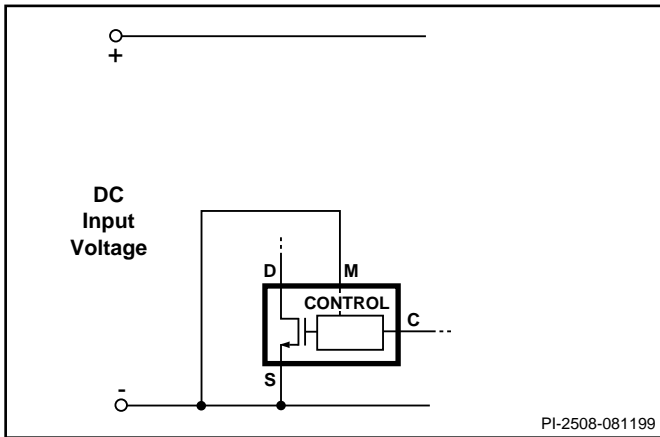 +
DC
Input
Voltage
D
M
CONTROL
C
S
-
PI-2508-081199